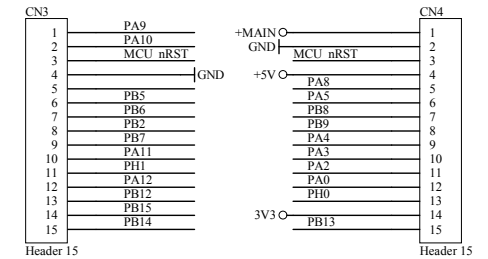 CN3
1 PA9
2 PA10
3 MCU nRST
4 GND
5
6 PB5
7 PB6
8 PB2
9 PB7
10 PA11
11 PH1
12 PA12
13 PB12
14 PB15
15 PB14
Header 15
CN4
+MAIN 1
GND 2
MCU nRST 3
+5V 4
PA8 5
PA5 6
PB8 7
PB9 8
PA4 9
PA3 10
PA2 11
PA0 12
PH0 13
3V3 14
PB13 15
Header 15